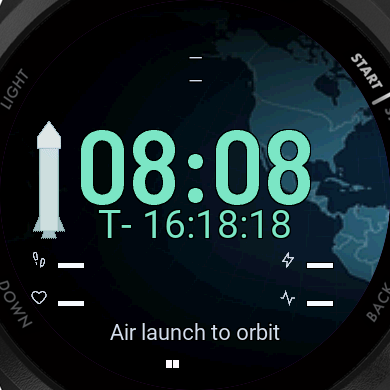 LIGHT
START
08:08
T- 16:18:18
DOWN
BACK
Air launch to orbit